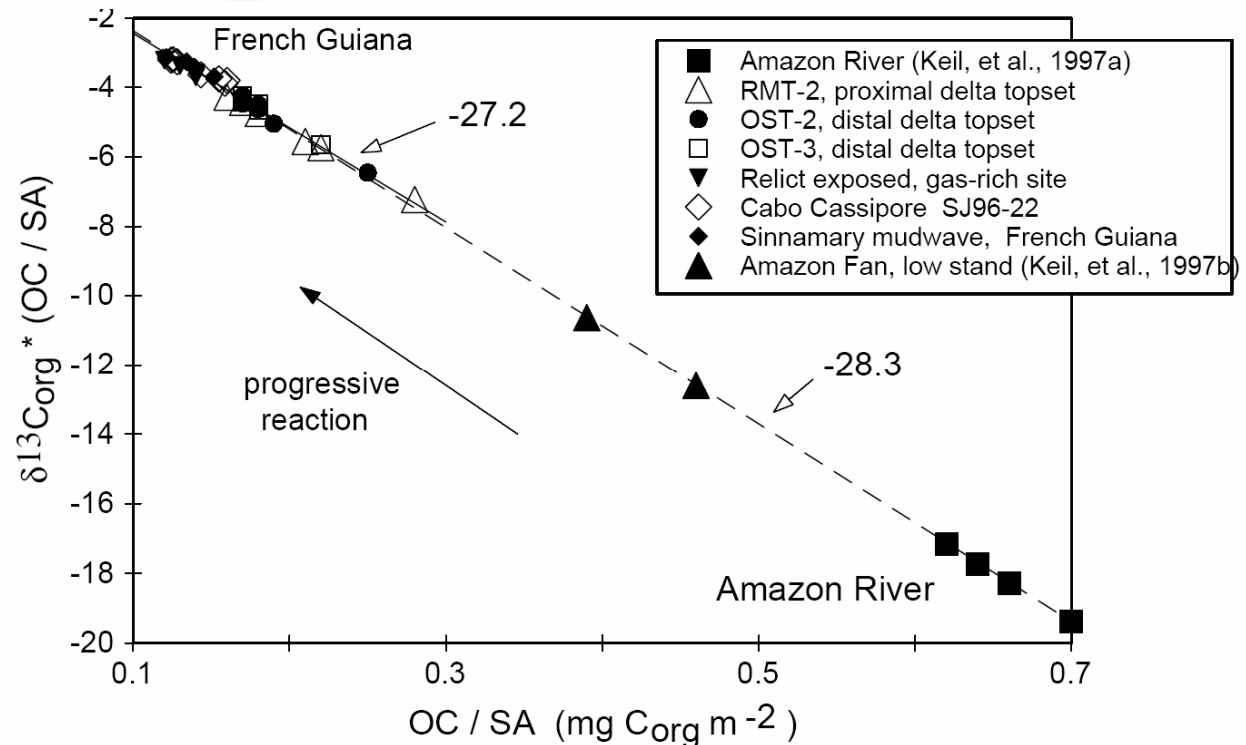 -2
-4
-6
-8
-10
-12
-14
-16
-18
-20
δ13Corg * (OC / SA)
French Guiana
-27.2
Amazon River (Keil, et al., 1997a)
RMT-2, proximal delta topset
OST-2, distal delta topset
OST-3, distal delta topset
Relict exposed, gas-rich site
Cabo Cassipore SJ96-22
Sinnamary mudwave, French Guiana
Amazon Fan, low stand (Keil, et al., 1997b)
progressive
reaction
-28.3
Amazon River
0.1 0.3 0.5 0.7
OC / SA (mg Corg m-2)